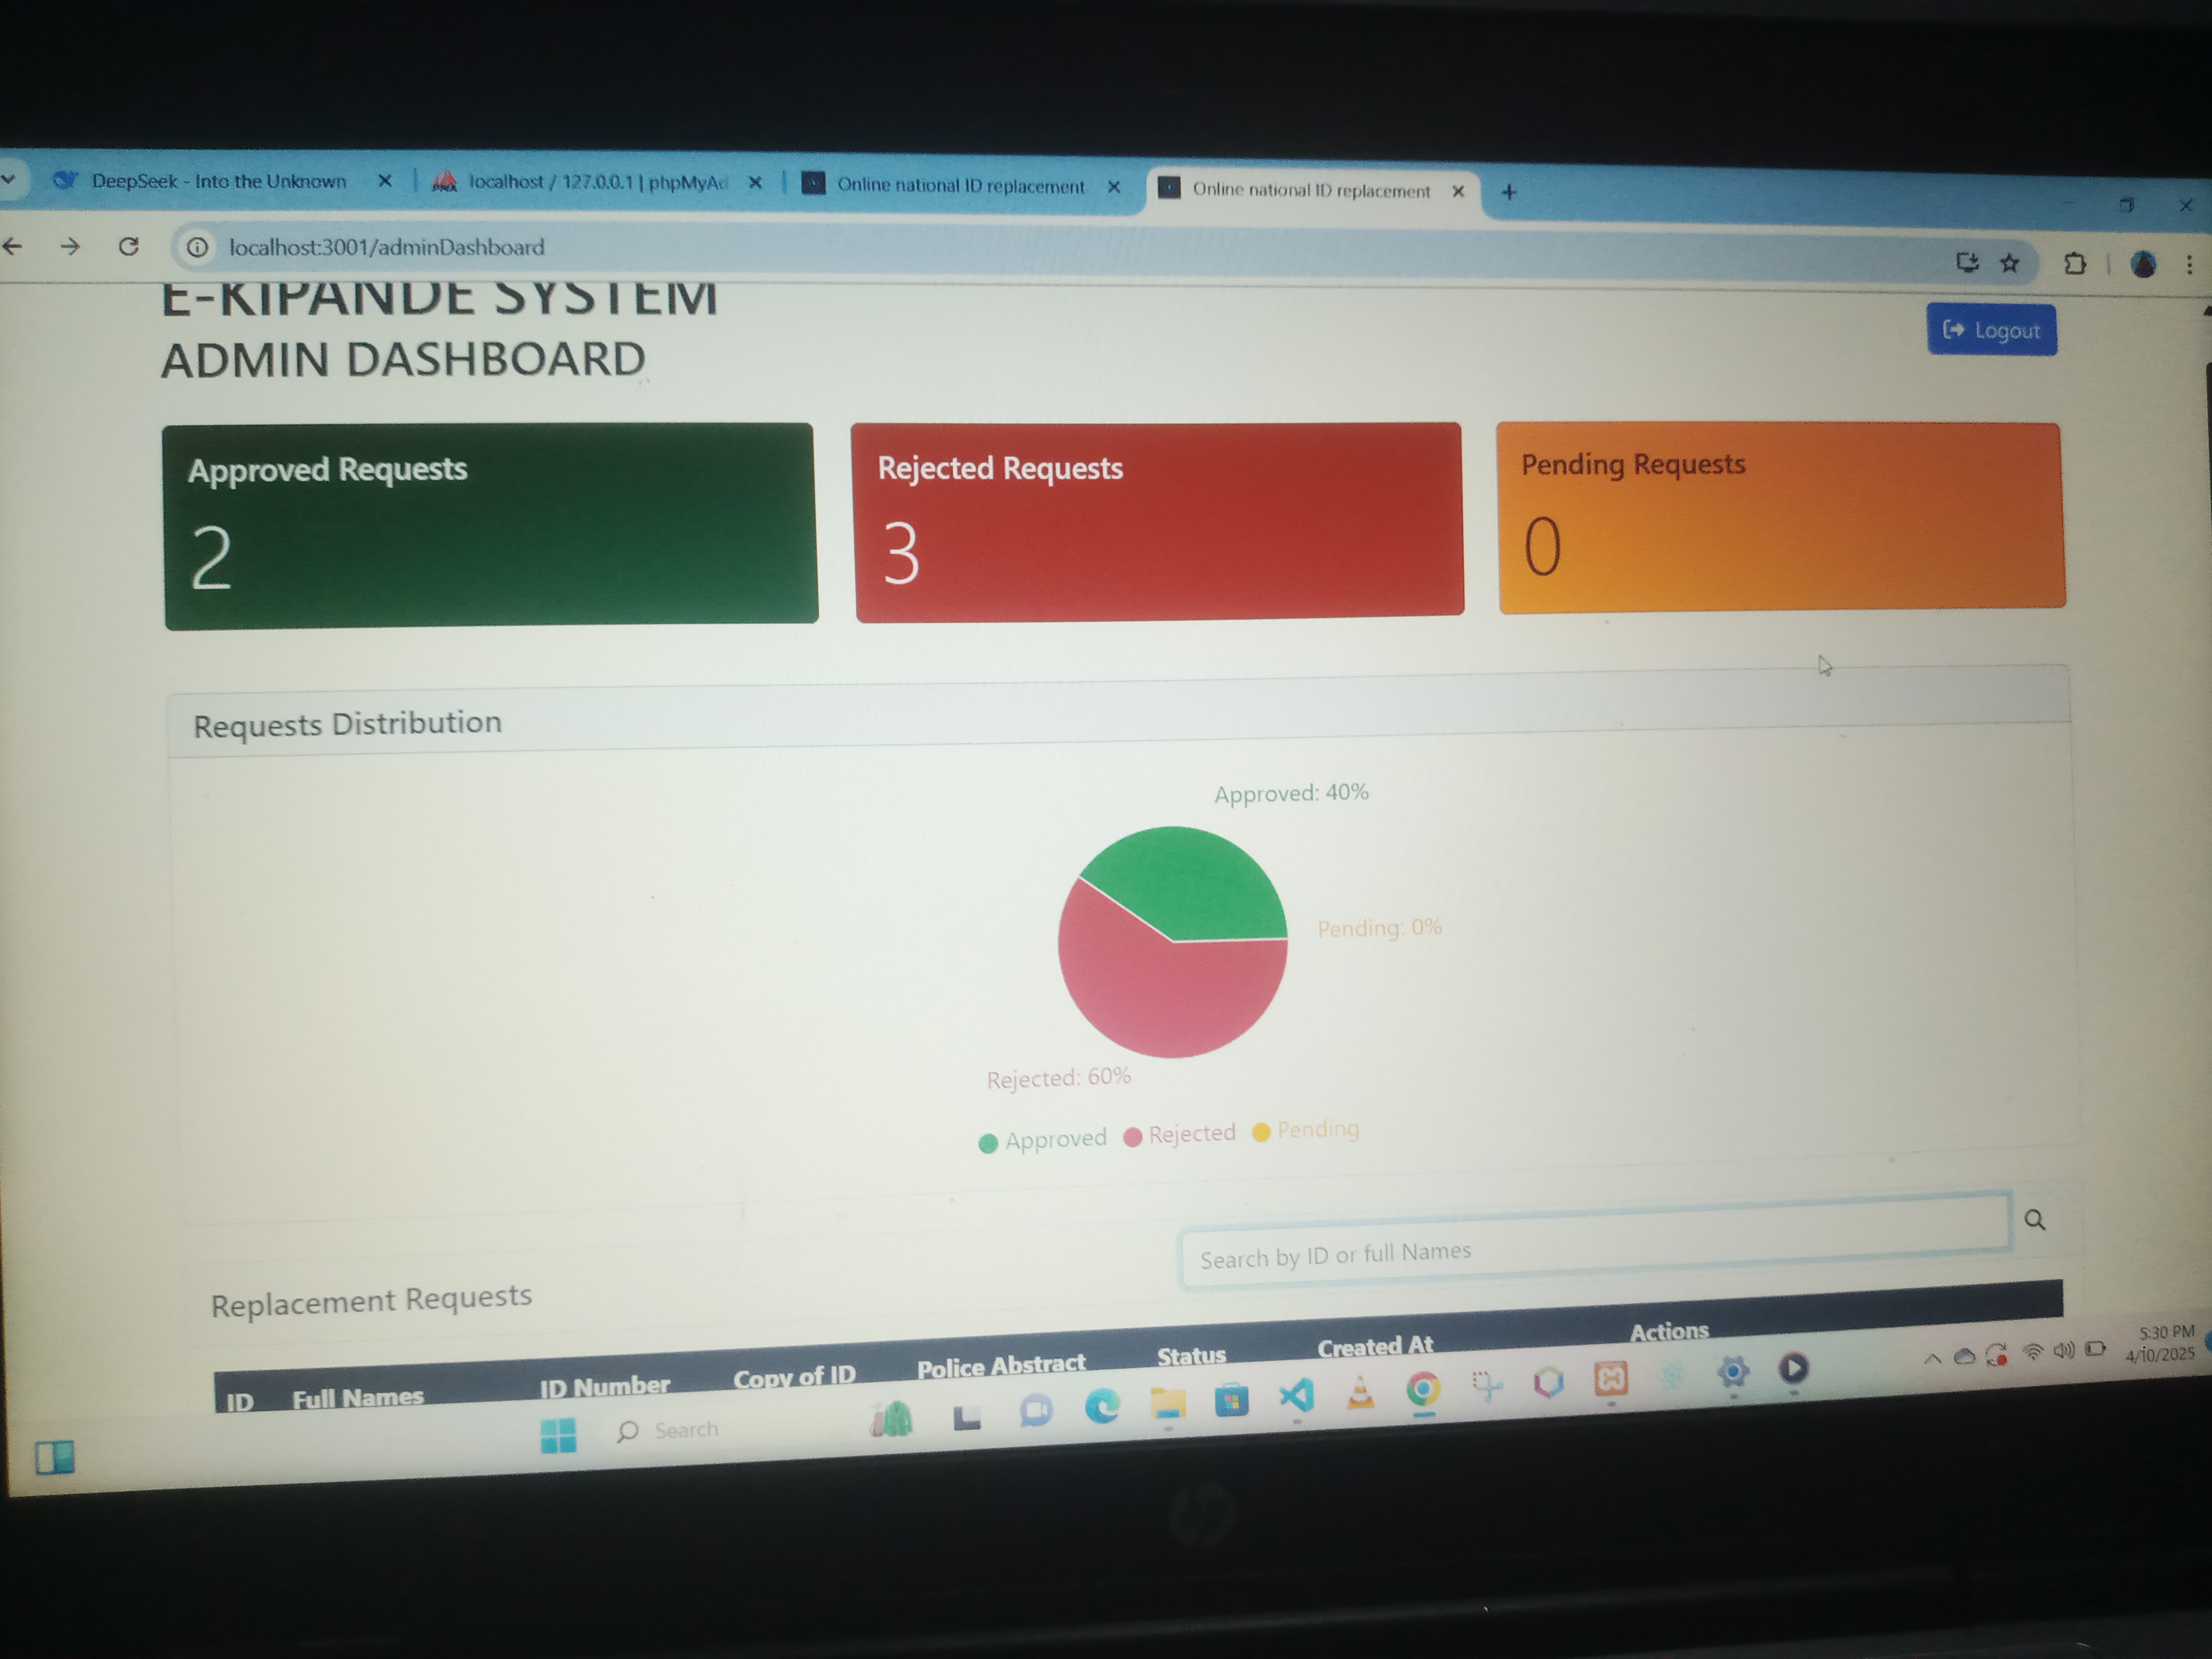 DeepSeek - Into the Unknown
localhost / 127.0.0.1 | phpMyAd
Online national ID replacement
Online national ID replacement
localhost:3001/adminDashboard
E-KIPANDE SYSTEM
ADMIN DASHBOARD
Logout
Approved Requests
2
Rejected Requests
3
Pending Requests
0
Requests Distribution
Approved: 40%
Pending: 0%
Rejected: 60%
Approved Rejected Pending
Search by ID or full Names
Replacement Requests
ID Full Names ID Number Copy of ID Police Abstract Status Created At Actions
Search
5:30 PM
4/10/2025
hp